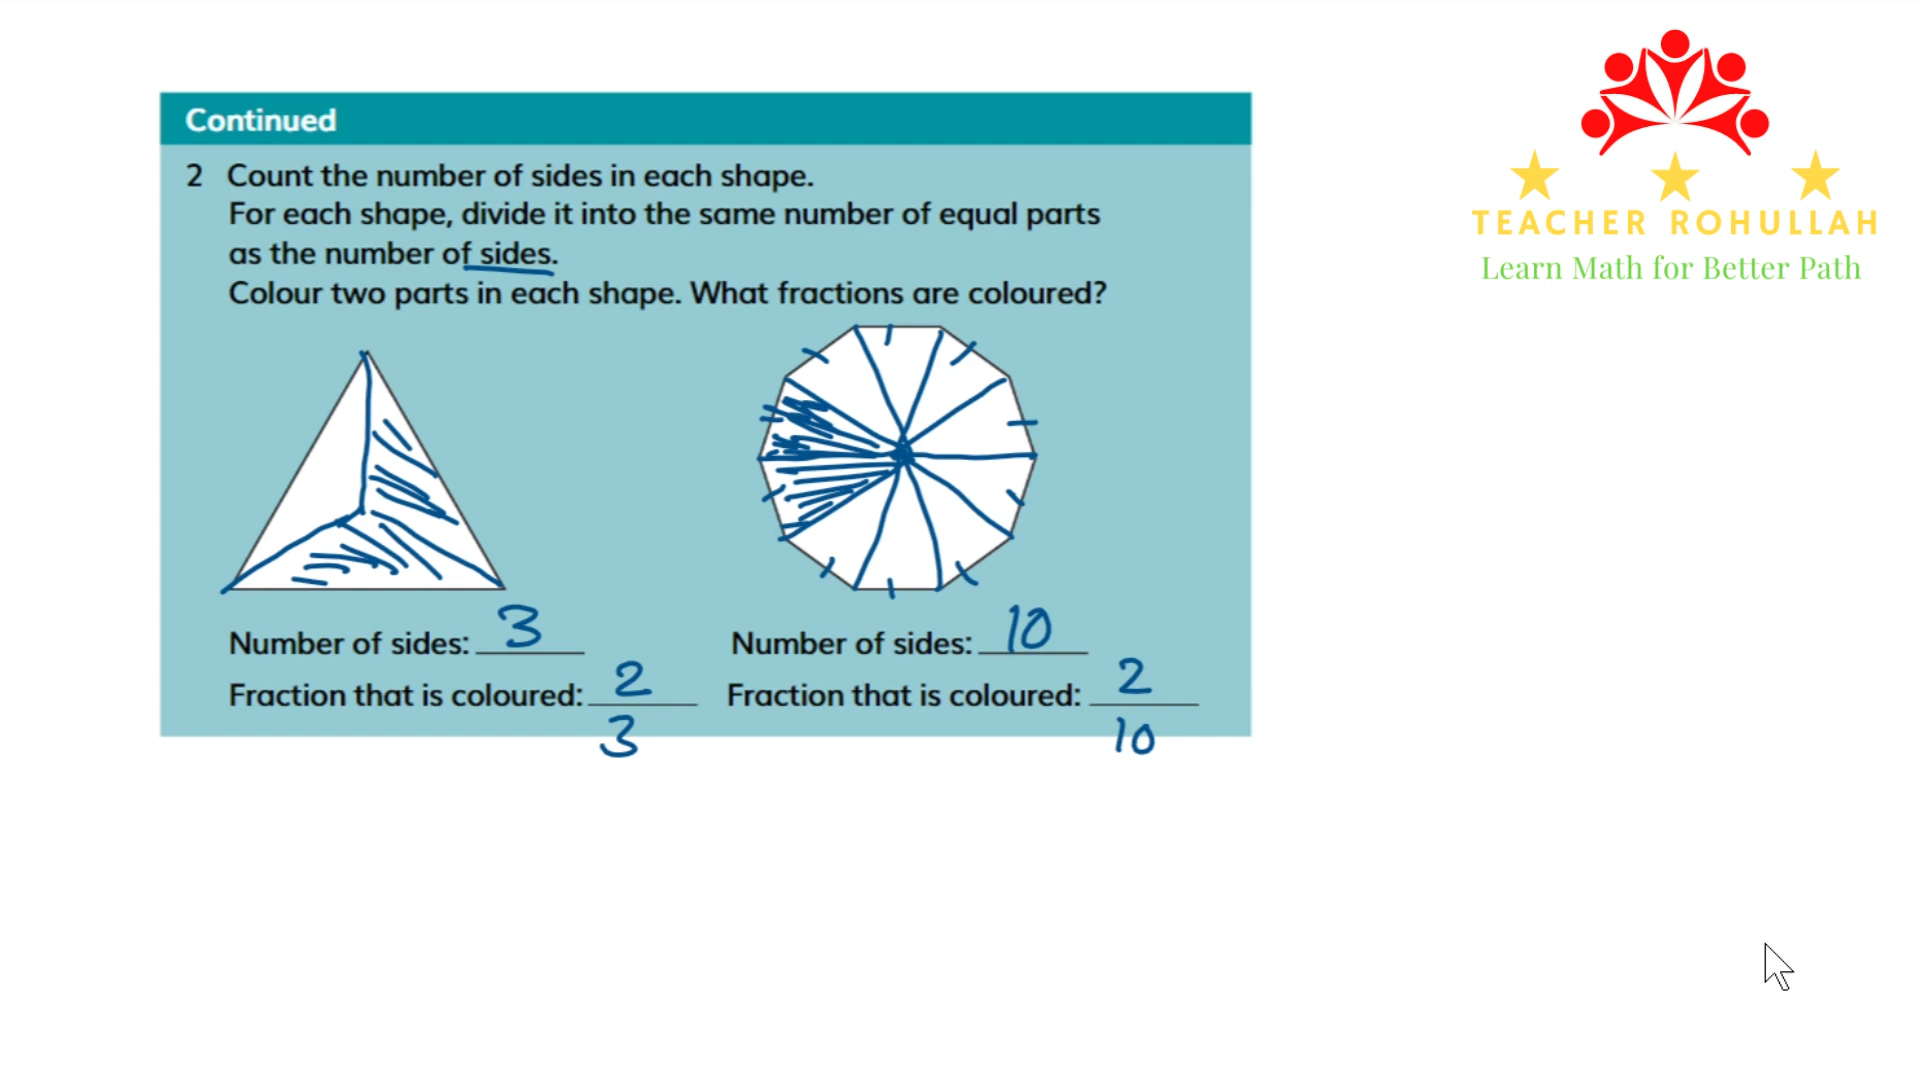 Continued
2 Count the number of sides in each shape.
For each shape, divide it into the same number of equal parts
as the number of sides.
Colour two parts in each shape. What fractions are coloured?
Number of sides: 3
Fraction that is coloured: 2
3
Number of sides: 10
Fraction that is coloured: 2
10
TEACHER ROHULLAH
Learn Math for Better Path